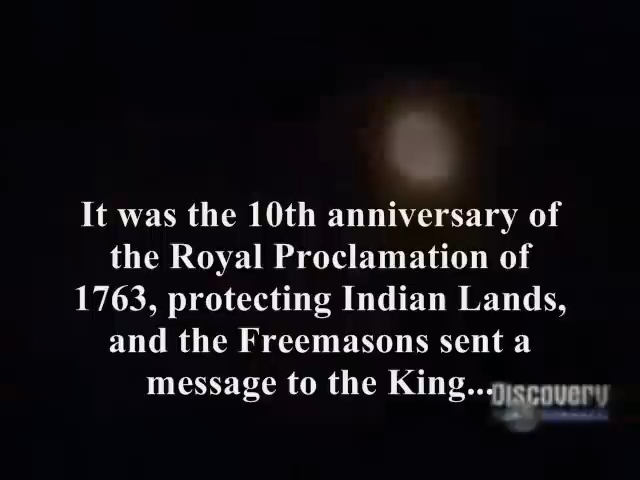 It was the 10th anniversary of
the Royal Proclamation of
1763, protecting Indian Lands,
and the Freemasons sent a
message to the King...
Discovery